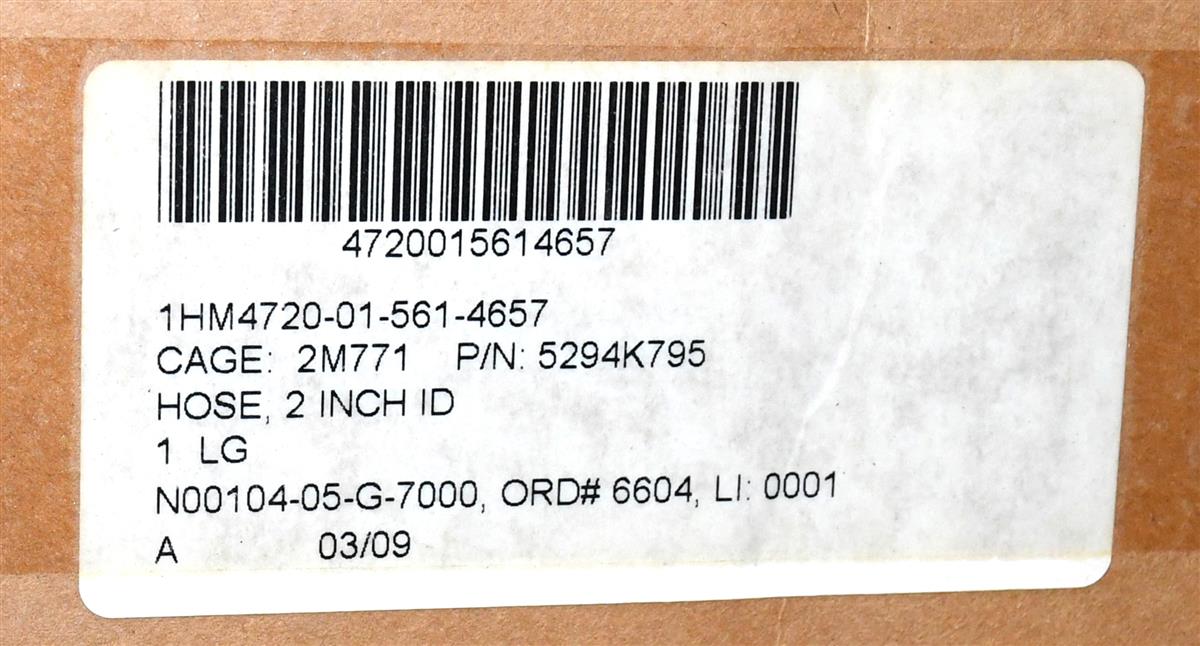 4720015614657
1HM4720-01-561-4657
CAGE: 2M771 P/N: 5294K795
HOSE, 2 INCH ID
1 LG
N00104-05-G-7000, ORD# 6604, LI: 0001
A 03/09